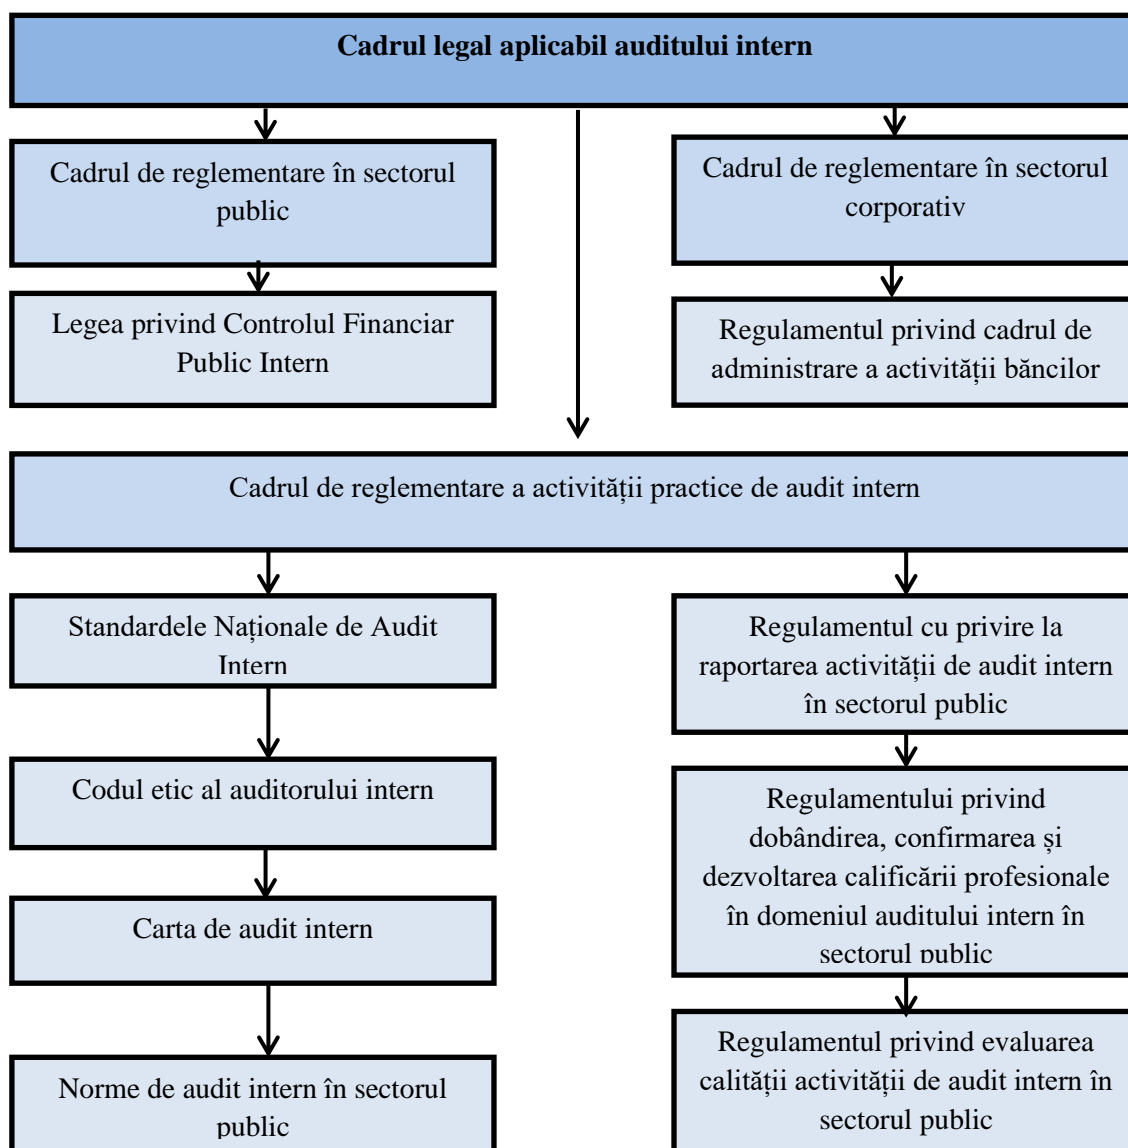 Cadrul legal aplicabil auditului intern
Cadrul de reglementare în sectorul
public
Cadrul de reglementare în sectorul
corporativ
Legea privind Controlul Financiar
Public Intern
Regulamentul privind cadrul de
administrare a activității băncilor
Cadrul de reglementare a activității practice de audit intern
Standardele Naționale de Audit
Intern
Codul etic al auditorului intern
Carta de audit intern
Norme de audit intern în sectorul
public
Regulamentul cu privire la
raportarea activității de audit intern
în sectorul public
Regulamentului privind
dobândirea, confirmarea și
dezvoltarea calificării profesionale
în domeniul auditului intern în
sectorul public
Regulamentul privind evaluarea
calității activității de audit intern în
sectorul public